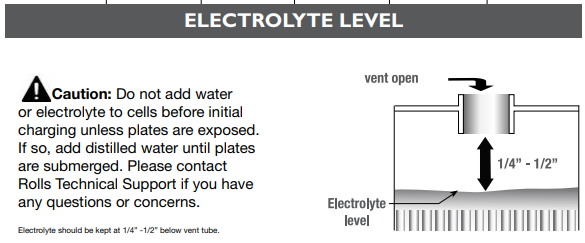 ELECTROLYTE LEVEL
Caution: Do not add water
or electrolyte to cells before initial
charging unless plates are exposed.
If so, add distilled water until plates
are submerged. Please contact
Rolls Technical Support if you have
any questions or concerns.
Electrolyte should be kept at 1/4" -1/2" below vent tube.
vent open
1/4" - 1/2"
Electrolyte
level